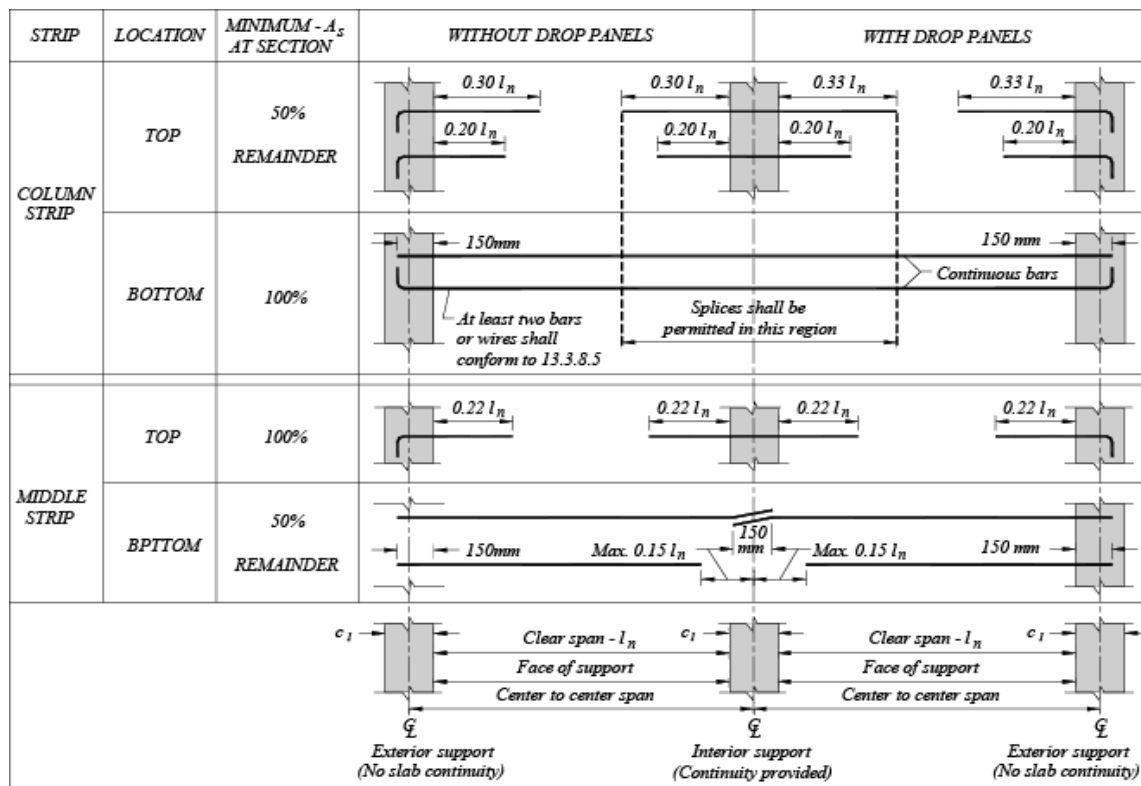 STRIP
LOCATION
MINIMUM - As
AT SECTION
WITHOUT DROP PANELS
WITH DROP PANELS
COLUMN
STRIP
TOP
50%
REMAINDER
0.30 ln
0.30 ln
0.33 ln
0.33 ln
0.20 ln
0.20 ln
0.20 ln
0.20 ln
BOTTOM
100%
150mm
150 mm
Continuous bars
At least two bars
or wires shall
conform to 13.3.8.5
Splices shall be
permitted in this region
MIDDLE
STRIP
TOP
100%
0.22 ln
0.22 ln
0.22 ln
0.22 ln
BPTTOM
50%
REMAINDER
150mm
Max. 0.15 ln
150
mm
Max. 0.15 ln
150 mm
c1
Clear span - ln
c1
Clear span - ln
c1
Face of support
Face of support
Center to center span
Center to center span
℄
℄
℄
Exterior support
(No slab continuity)
Interior support
(Continuity provided)
Exterior support
(No slab continuity)